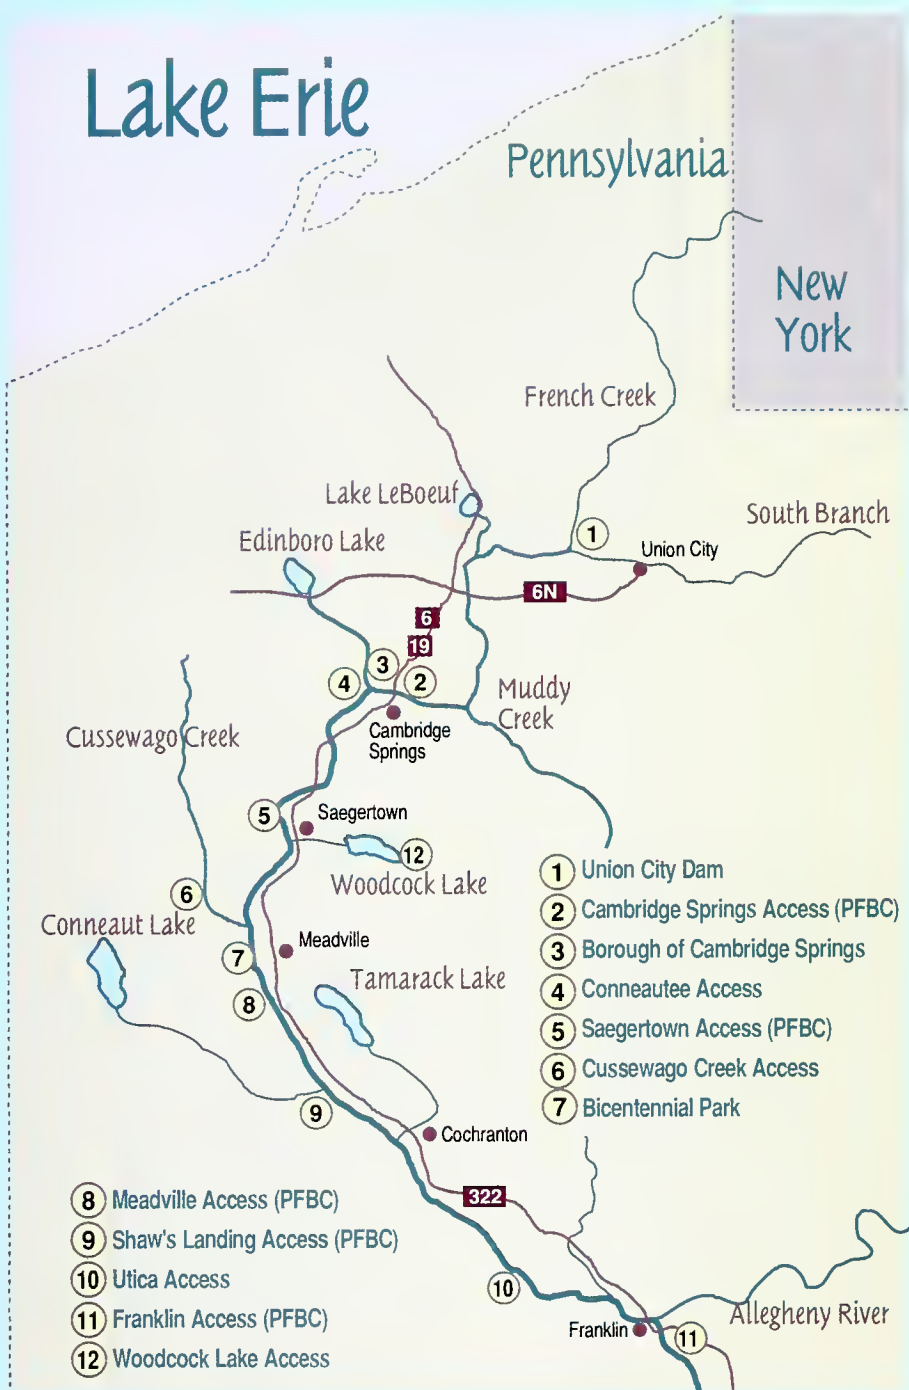 Lake Erie
Pennsylvania
New
York
French Creek
Lake LeBoeuf
South Branch
Edinboro Lake
1
Union City
6N
6
19
3
4
2
Muddy
Creek
Cambridge
Springs
Cussewago Creek
5
Saegertown
12
Woodcock Lake
6
Conneaut Lake
7
Meadville
8
Tamarack Lake
9
Cochranton
322
10
Franklin
11
Allegheny River
1 Union City Dam
2 Cambridge Springs Access (PFBC)
3 Borough of Cambridge Springs
4 Conneautee Access
5 Saegertown Access (PFBC)
6 Cussewago Creek Access
7 Bicentennial Park
8 Meadville Access (PFBC)
9 Shaw's Landing Access (PFBC)
10 Utica Access
11 Franklin Access (PFBC)
12 Woodcock Lake Access